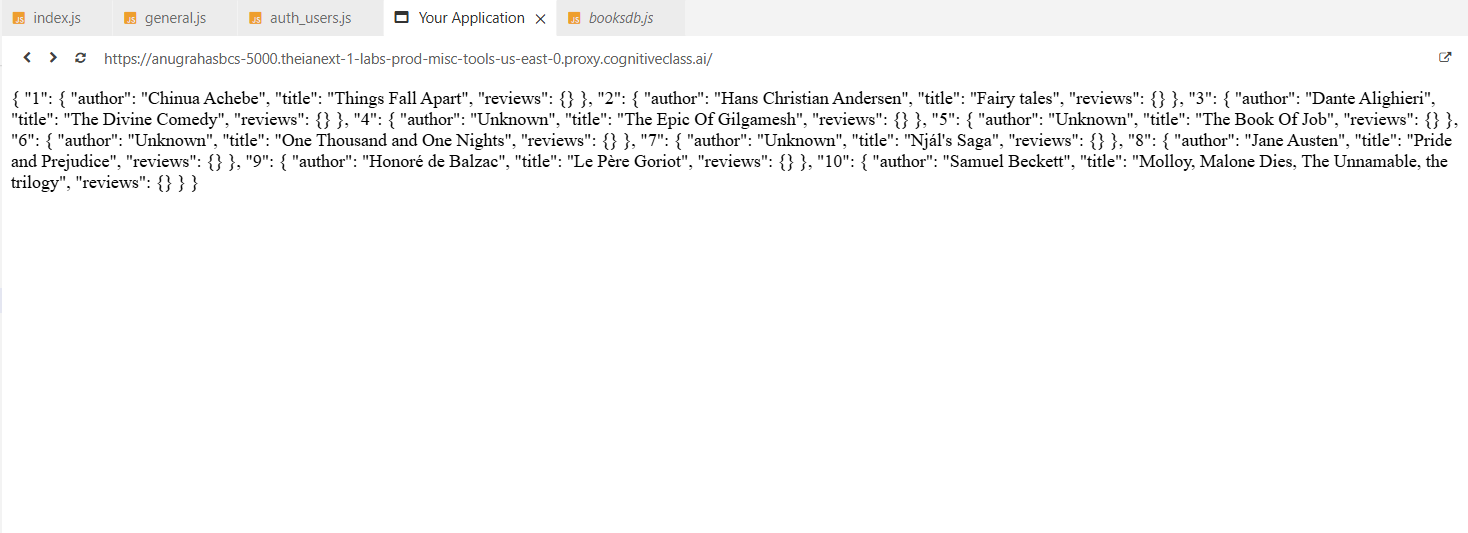 index.js general.js auth_users.js Your Application booksdb.js
https://anugrahasbcs-5000.theianext-1-labs-prod-misc-tools-us-east-0.proxy.cognitiveclass.ai/
{ "1": { "author": "Chinua Achebe", "title": "Things Fall Apart", "reviews": {} }, "2": { "author": "Hans Christian Andersen", "title": "Fairy tales", "reviews": {} }, "3": { "author": "Dante Alighieri",
"title": "The Divine Comedy", "reviews": {} }, "4": { "author": "Unknown", "title": "The Epic Of Gilgamesh", "reviews": {} }, "5": { "author": "Unknown", "title": "The Book Of Job", "reviews": {} },
"6": { "author": "Unknown", "title": "One Thousand and One Nights", "reviews": {} }, "7": { "author": "Unknown", "title": "Njál's Saga", "reviews": {} }, "8": { "author": "Jane Austen", "title": "Pride
and Prejudice", "reviews": {} }, "9": { "author": "Honoré de Balzac", "title": "Le Père Goriot", "reviews": {} }, "10": { "author": "Samuel Beckett", "title": "Molloy, Malone Dies, The Unnamable, the
trilogy", "reviews": {} } }